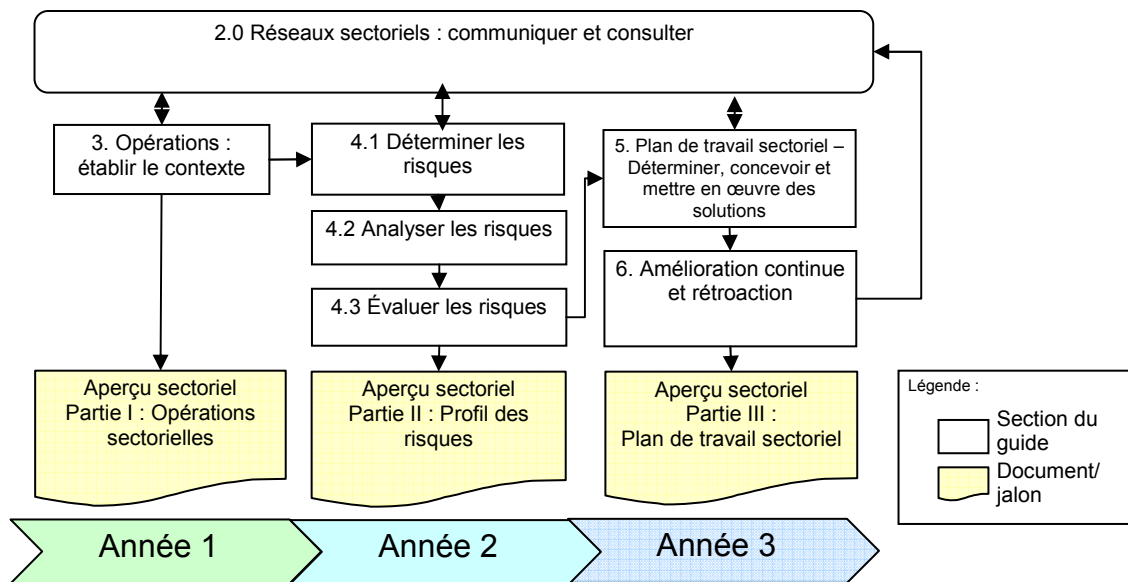 2.0 Réseaux sectoriels : communiquer et consulter
3. Opérations :
établir le contexte
4.1 Déterminer les
risques
4.2 Analyser les risques
4.3 Évaluer les risques
5. Plan de travail sectoriel –
Déterminer, concevoir et
mettre en œuvre des
solutions
6. Amélioration continue
et rétroaction
Aperçu sectoriel
Partie I : Opérations
sectorielles
Aperçu sectoriel
Partie II : Profil des
risques
Aperçu sectoriel
Partie III :
Plan de travail sectoriel
Légende :
Section du
guide
Document/
jalon
Année 1
Année 2
Année 3